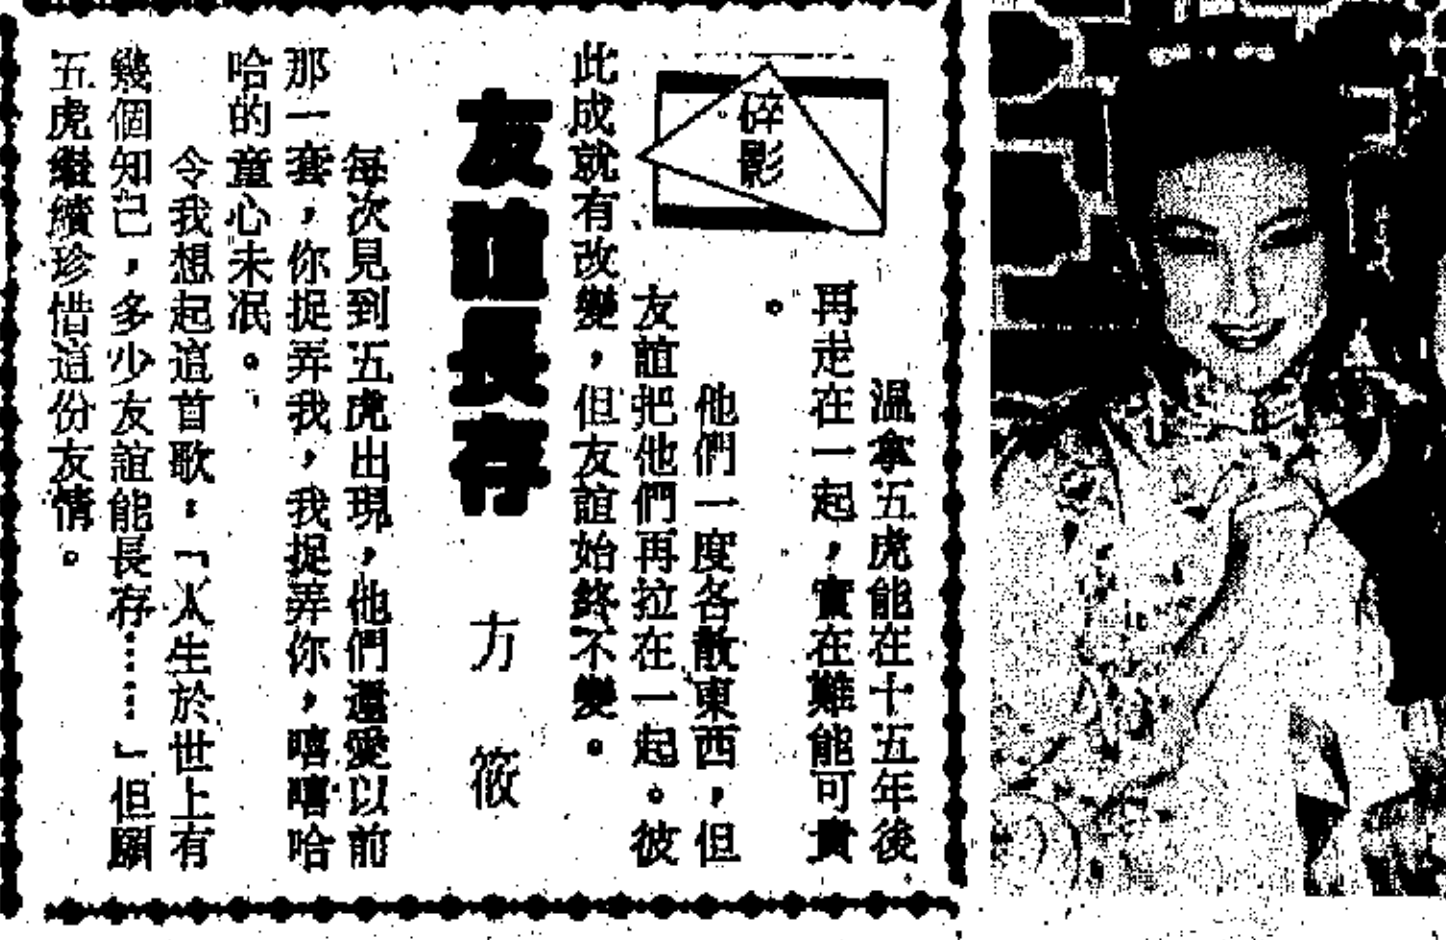 碎影
友誼長存
方筱
溫拿五虎能在十五年後
再走在一起，實在難能可貴
。
他們一度各散東西，但
友誼把他們再拉在一起。彼
此成就有改變，但友誼始終不變。
每次見到五虎出現，他們還愛以前
那一套，你捉弄我，我捉弄你，嘻嘻哈
哈的童心未泯。
令我想起這首歌：「人生於世上有
幾個知己，多少友誼能長存……」但願
五虎繼續珍惜這份友情。